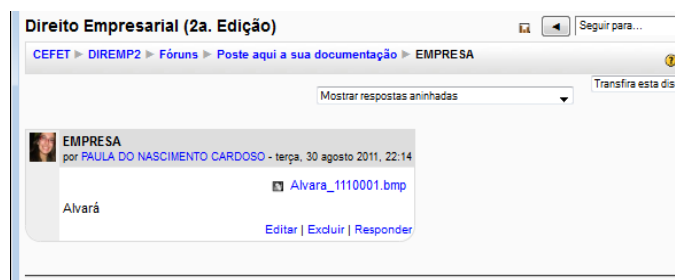 Direito Empresarial (2a. Edição)
Seguir para...
CEFET ► DIREMP2 ► Fóruns ► Poste aqui a sua documentação ► EMPRESA
Mostrar respostas aninhadas
Transfira esta dis
EMPRESA
por PAULA DO NASCIMENTO CARDOSO - terça, 30 agosto 2011, 22:14
Alvara_1110001.bmp
Alvará
Editar | Excluir | Responder